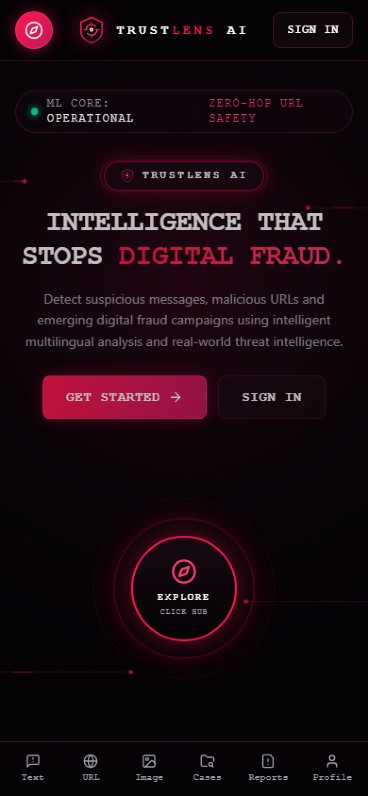 TRUSTLENS AI
SIGN IN
ML CORE: OPERATIONAL
ZERO-HOP URL SAFETY
TRUSTLENS AI
INTELLIGENCE THAT
STOPS DIGITAL FRAUD.
Detect suspicious messages, malicious URLs and
emerging digital fraud campaigns using intelligent
multilingual analysis and real-world threat intelligence.
GET STARTED →
SIGN IN
EXPLORE
CLICK HUB
Text
URL
Image
Cases
Reports
Profile